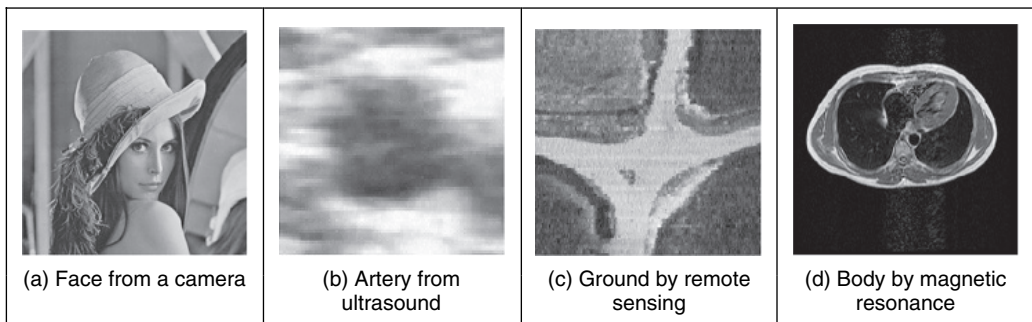 (a) Face from a camera
(b) Artery from
ultrasound
(c) Ground by remote
sensing
(d) Body by magnetic
resonance